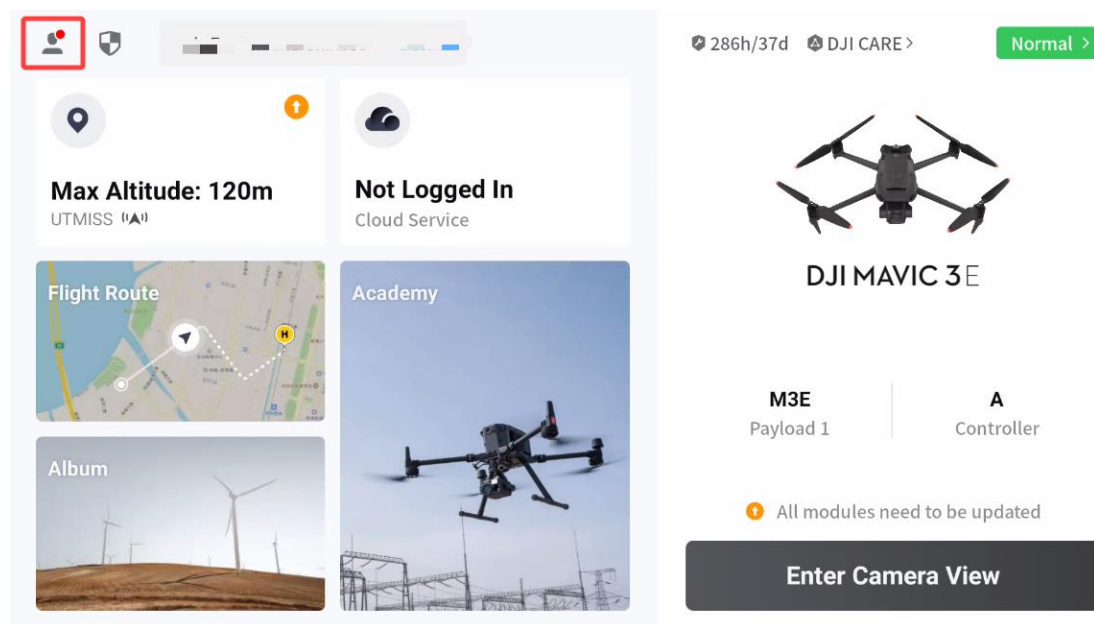 286h/37d DJI CARE >
Normal >
Max Altitude: 120m
UTMISS
Not Logged In
Cloud Service
Flight Route
H
Academy
Album
DJI MAVIC 3E
M3E
Payload 1
A
Controller
All modules need to be updated
Enter Camera View